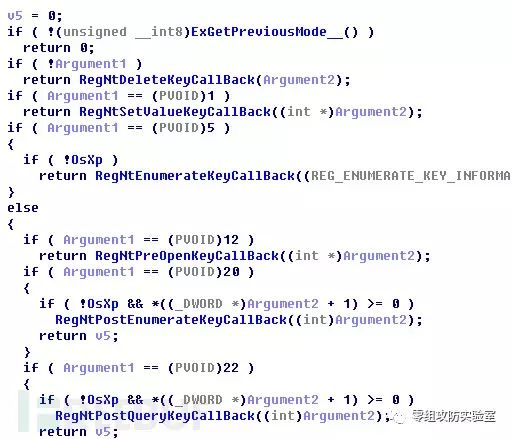 v5 = 0;
if ( !(unsigned __int8)ExGetPreviousMode__() )
  return 0;
if ( !Argument1 )
  return RegNtDeleteKeyCallBack(Argument2);
if ( Argument1 == (PVOID)1 )
  return RegNtSetValueKeyCallBack((int *)Argument2);
if ( Argument1 == (PVOID)5 )
{
  if ( !OsXp )
    return RegNtEnumerateKeyCallBack((REG_ENUMERATE_KEY_INFORMA
}
else
{
  if ( Argument1 == (PVOID)12 )
    return RegNtPreOpenKeyCallBack((int *)Argument2);
  if ( Argument1 == (PVOID)20 )
  {
    if ( !OsXp && *((_DWORD *)Argument2 + 1) >= 0 )
      RegNtPostEnumerateKeyCallBack((int)Argument2);
    return v5;
  }
  if ( Argument1 == (PVOID)22 )
  {
    if ( !OsXp && *((_DWORD *)Argument2 + 1) >= 0 )
      RegNtPostQueryKeyCallBack((int)Argument2);
    return v5;
零组攻防实验室